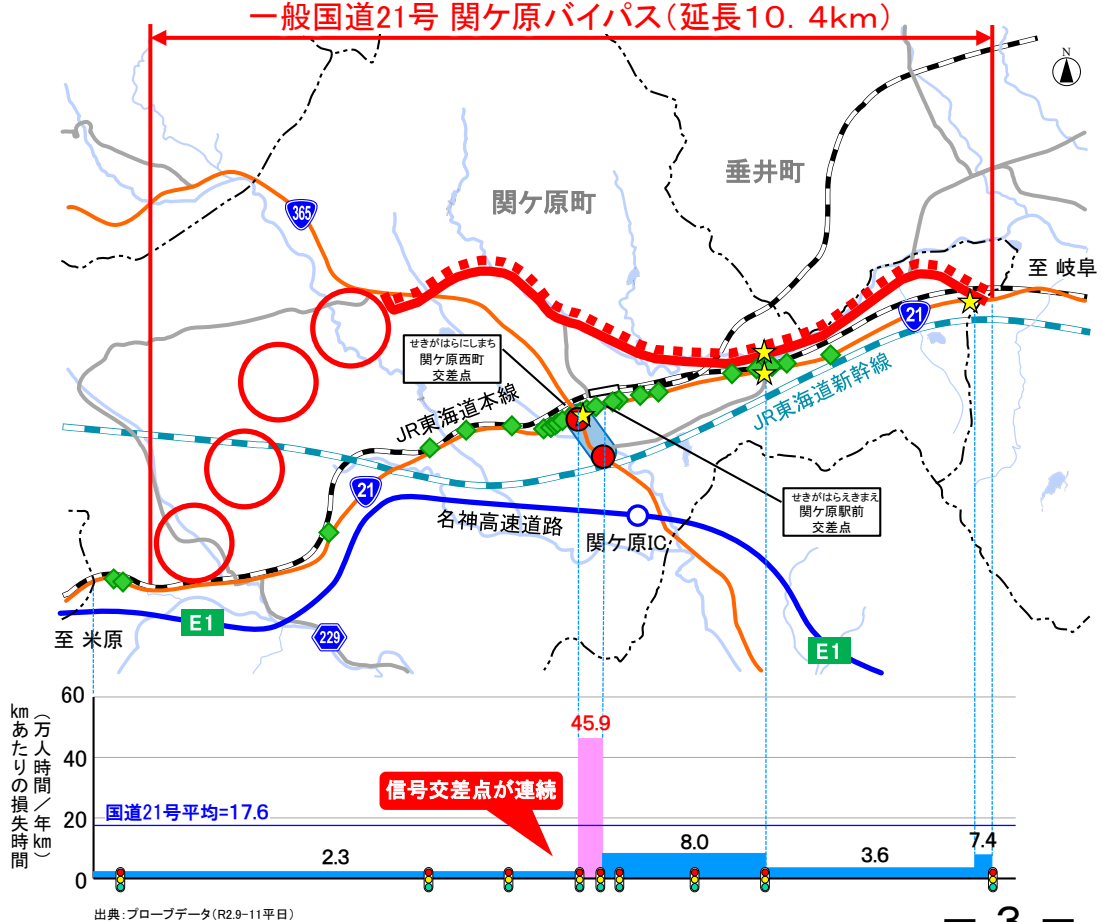 一般国道21号 関ケ原バイパス(延長10.4km)
N
垂井町
関ケ原町
365
至 岐阜
21
せきがはらにしまち
関ケ原西町
交差点
JR東海道本線
JR東海道新幹線
21
せきがはらえきまえ
関ケ原駅前
交差点
名神高速道路
関ケ原IC
E1
至 米原
229
E1
kmあたりの損失時間
(万人時間/年km)
60
40
20
0
45.9
信号交差点が連続
国道21号平均=17.6
2.3
8.0
3.6
7.4
出典:プローブデータ(R2.9-11平日)
- 3 -